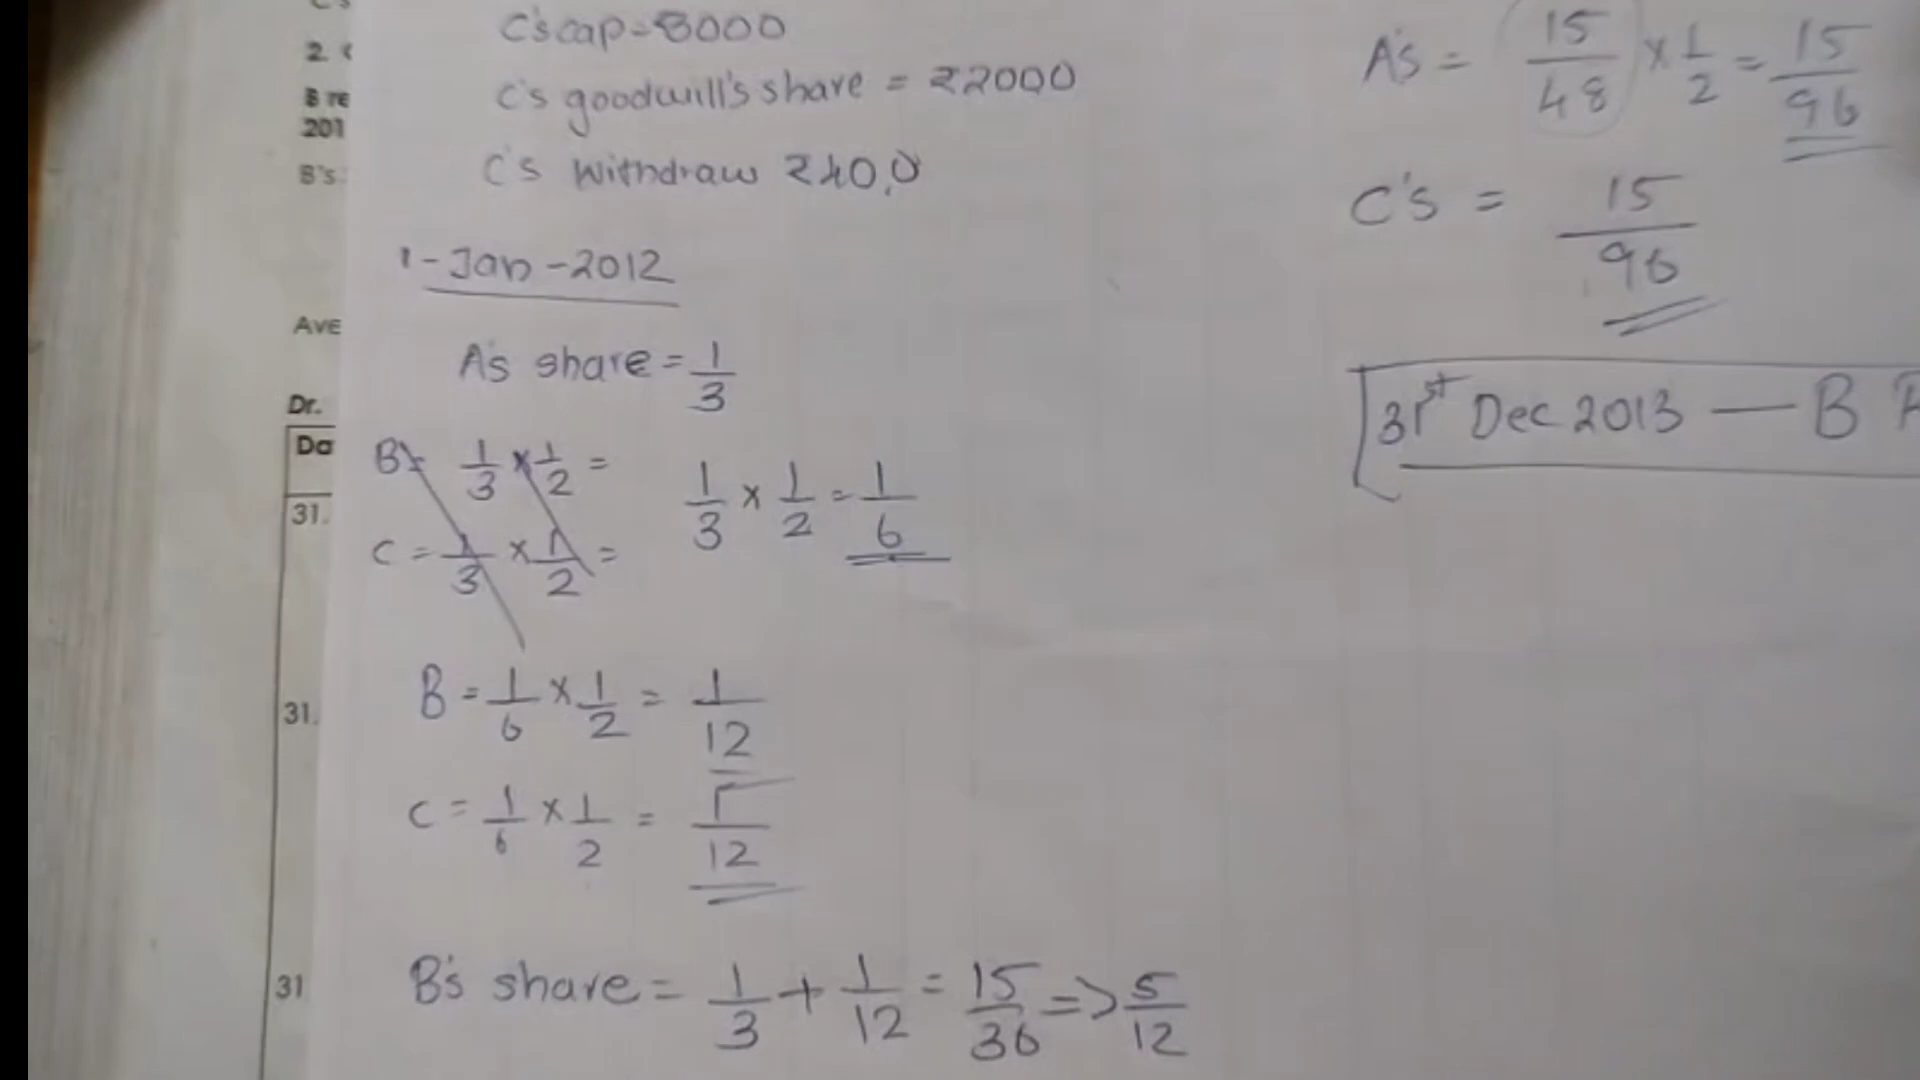 2.
C's cap = 8000
B re
201
C's goodwill's share = ₹2000
B's
C's withdraw
1-Jan-2012
Ave
A's share = 1/3
Dr.
Da
B = 1/3 × 1/2 =
31.
C = 1/3 × 1/2 =
1/3 × 1/2 = 1/6
31.
B = 1/6 × 1/2 = 1/12
C = 1/6 × 1/2 = 1/12
31
B's share = 1/3 + 1/12 = 15/36 => 5/12
A's = 15/48 × 1/2 = 15/96
C's = 15/96
31st Dec 2013 — B